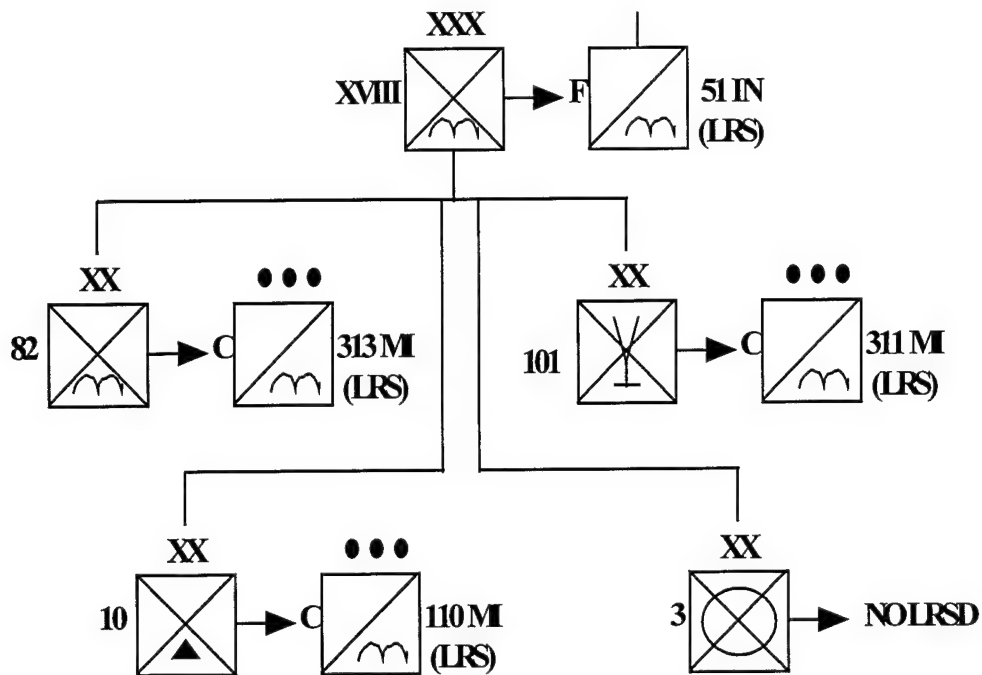 XXX
XVIII F 51 IN
(LRS)
XX XX
82 C 313 MI 101 C 311 MI
(LRS) (LRS)
XX XX
10 C 110 MI 3 NO LRSD
(LRS)